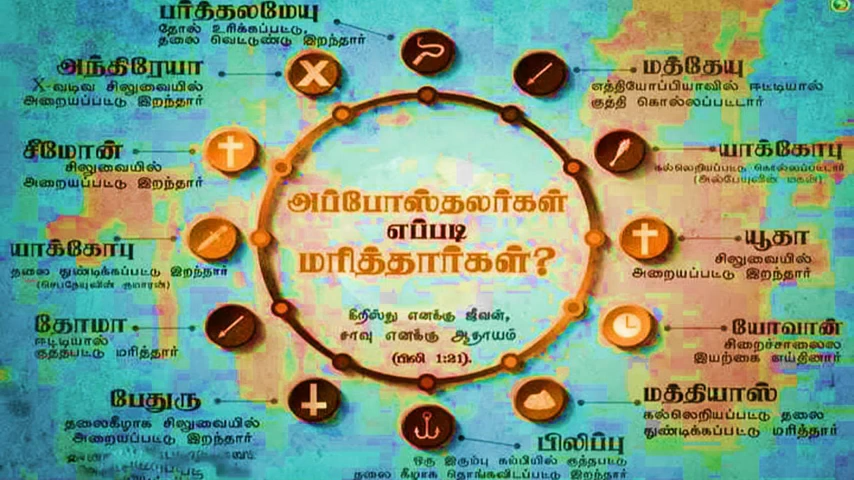 பர்த்தலமேயு
தோல் உரிக்கப்பட்டு,
தலை வெட்டுண்டு இறந்தார்
மத்தேயு
எத்தியோப்பியாவில் ஈட்டியால்
குத்தி கொல்லப்பட்டார்
யாக்கோபு
கல்லெறியப்பட்டு கொல்லப்பட்டார்
(அல்பேயுவின் மகன்)
யூதா
சிலுவையில்
அறையப்பட்டு இறந்தார்
யோவான்
சிறைச்சாலைல
இயற்கை எய்தினார்
மத்தியாஸ்
கல்லெறியப்பட்டு தலை
துண்டிக்கப்பட்டு மரித்தார்
பிலிப்பு
ஒரு இரும்பு கம்பியில் குத்தபட்டு
தலை கீழாக தொங்கவிடப்பட்டு இறந்தார்
பேதுரு
தலைகீழாக சிலுவையில்
அறையப்பட்டு இறந்தார்
தோமா
ஈட்டியால்
குத்தபட்டு மரித்தார்
யாக்கோபு
தலை துண்டிக்கப்பட்டு இறந்தார்
(செபதேயுவின் குமாரன்)
சீமோன்
சிலுவையில்
அறையப்பட்டு இறந்தார்
அந்திரேயா
X-வடிவ சிலுவையில்
அறையப்பட்டு இறந்தார்
அப்போஸ்தலர்கள்
எப்படி
மரித்தார்கள்?
கிறிஸ்து எனக்கு ஜீவன்,
சாவு எனக்கு ஆதாயம்
(பிலி 1:21).